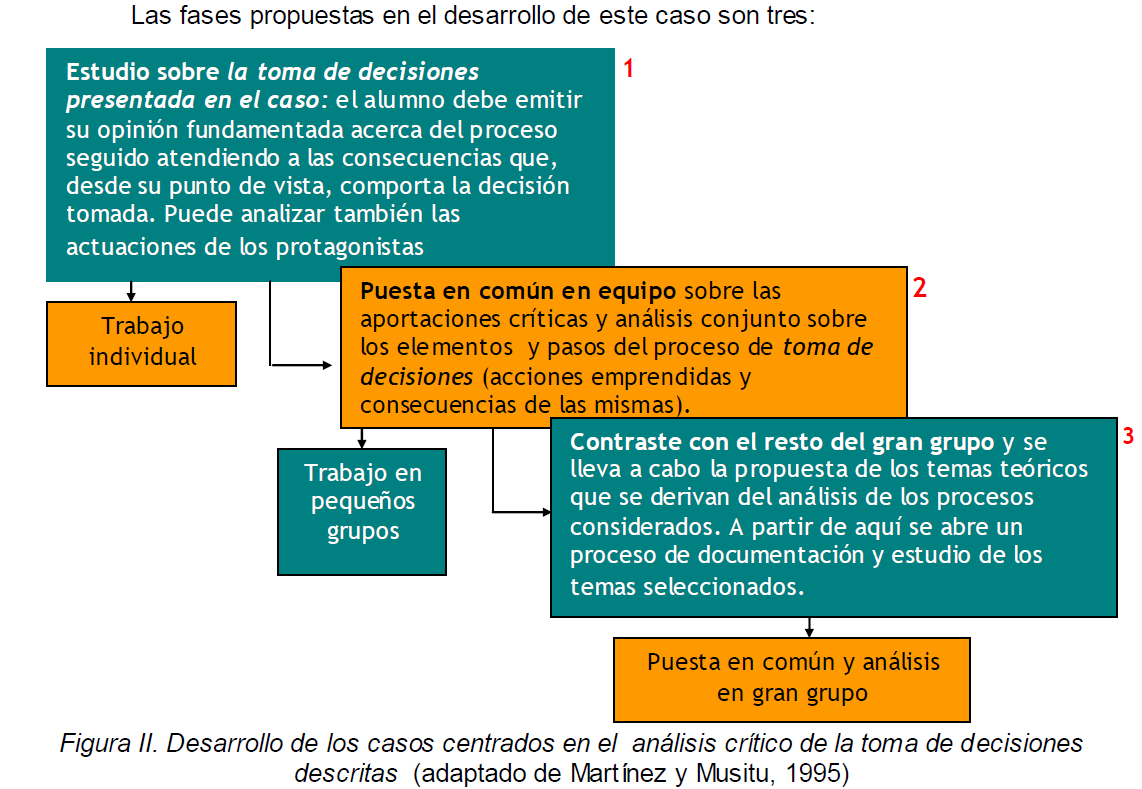 Las fases propuestas en el desarrollo de este caso son tres:
1
Estudio sobre la toma de decisiones
presentada en el caso: el alumno debe emitir
su opinión fundamentada acerca del proceso
seguido atendiendo a las consecuencias que,
desde su punto de vista, comporta la decisión
tomada. Puede analizar también las
actuaciones de los protagonistas
Trabajo
individual
2
Puesta en común en equipo sobre las
aportaciones críticas y análisis conjunto sobre
los elementos y pasos del proceso de toma de
decisiones (acciones emprendidas y
consecuencias de las mismas).
Trabajo en
pequeños
grupos
3
Contraste con el resto del gran grupo y se
lleva a cabo la propuesta de los temas teóricos
que se derivan del análisis de los procesos
considerados. A partir de aquí se abre un
proceso de documentación y estudio de los
temas seleccionados.
Puesta en común y análisis
en gran grupo
Figura II. Desarrollo de los casos centrados en el análisis crítico de la toma de decisiones
descritas (adaptado de Martínez y Musitu, 1995)